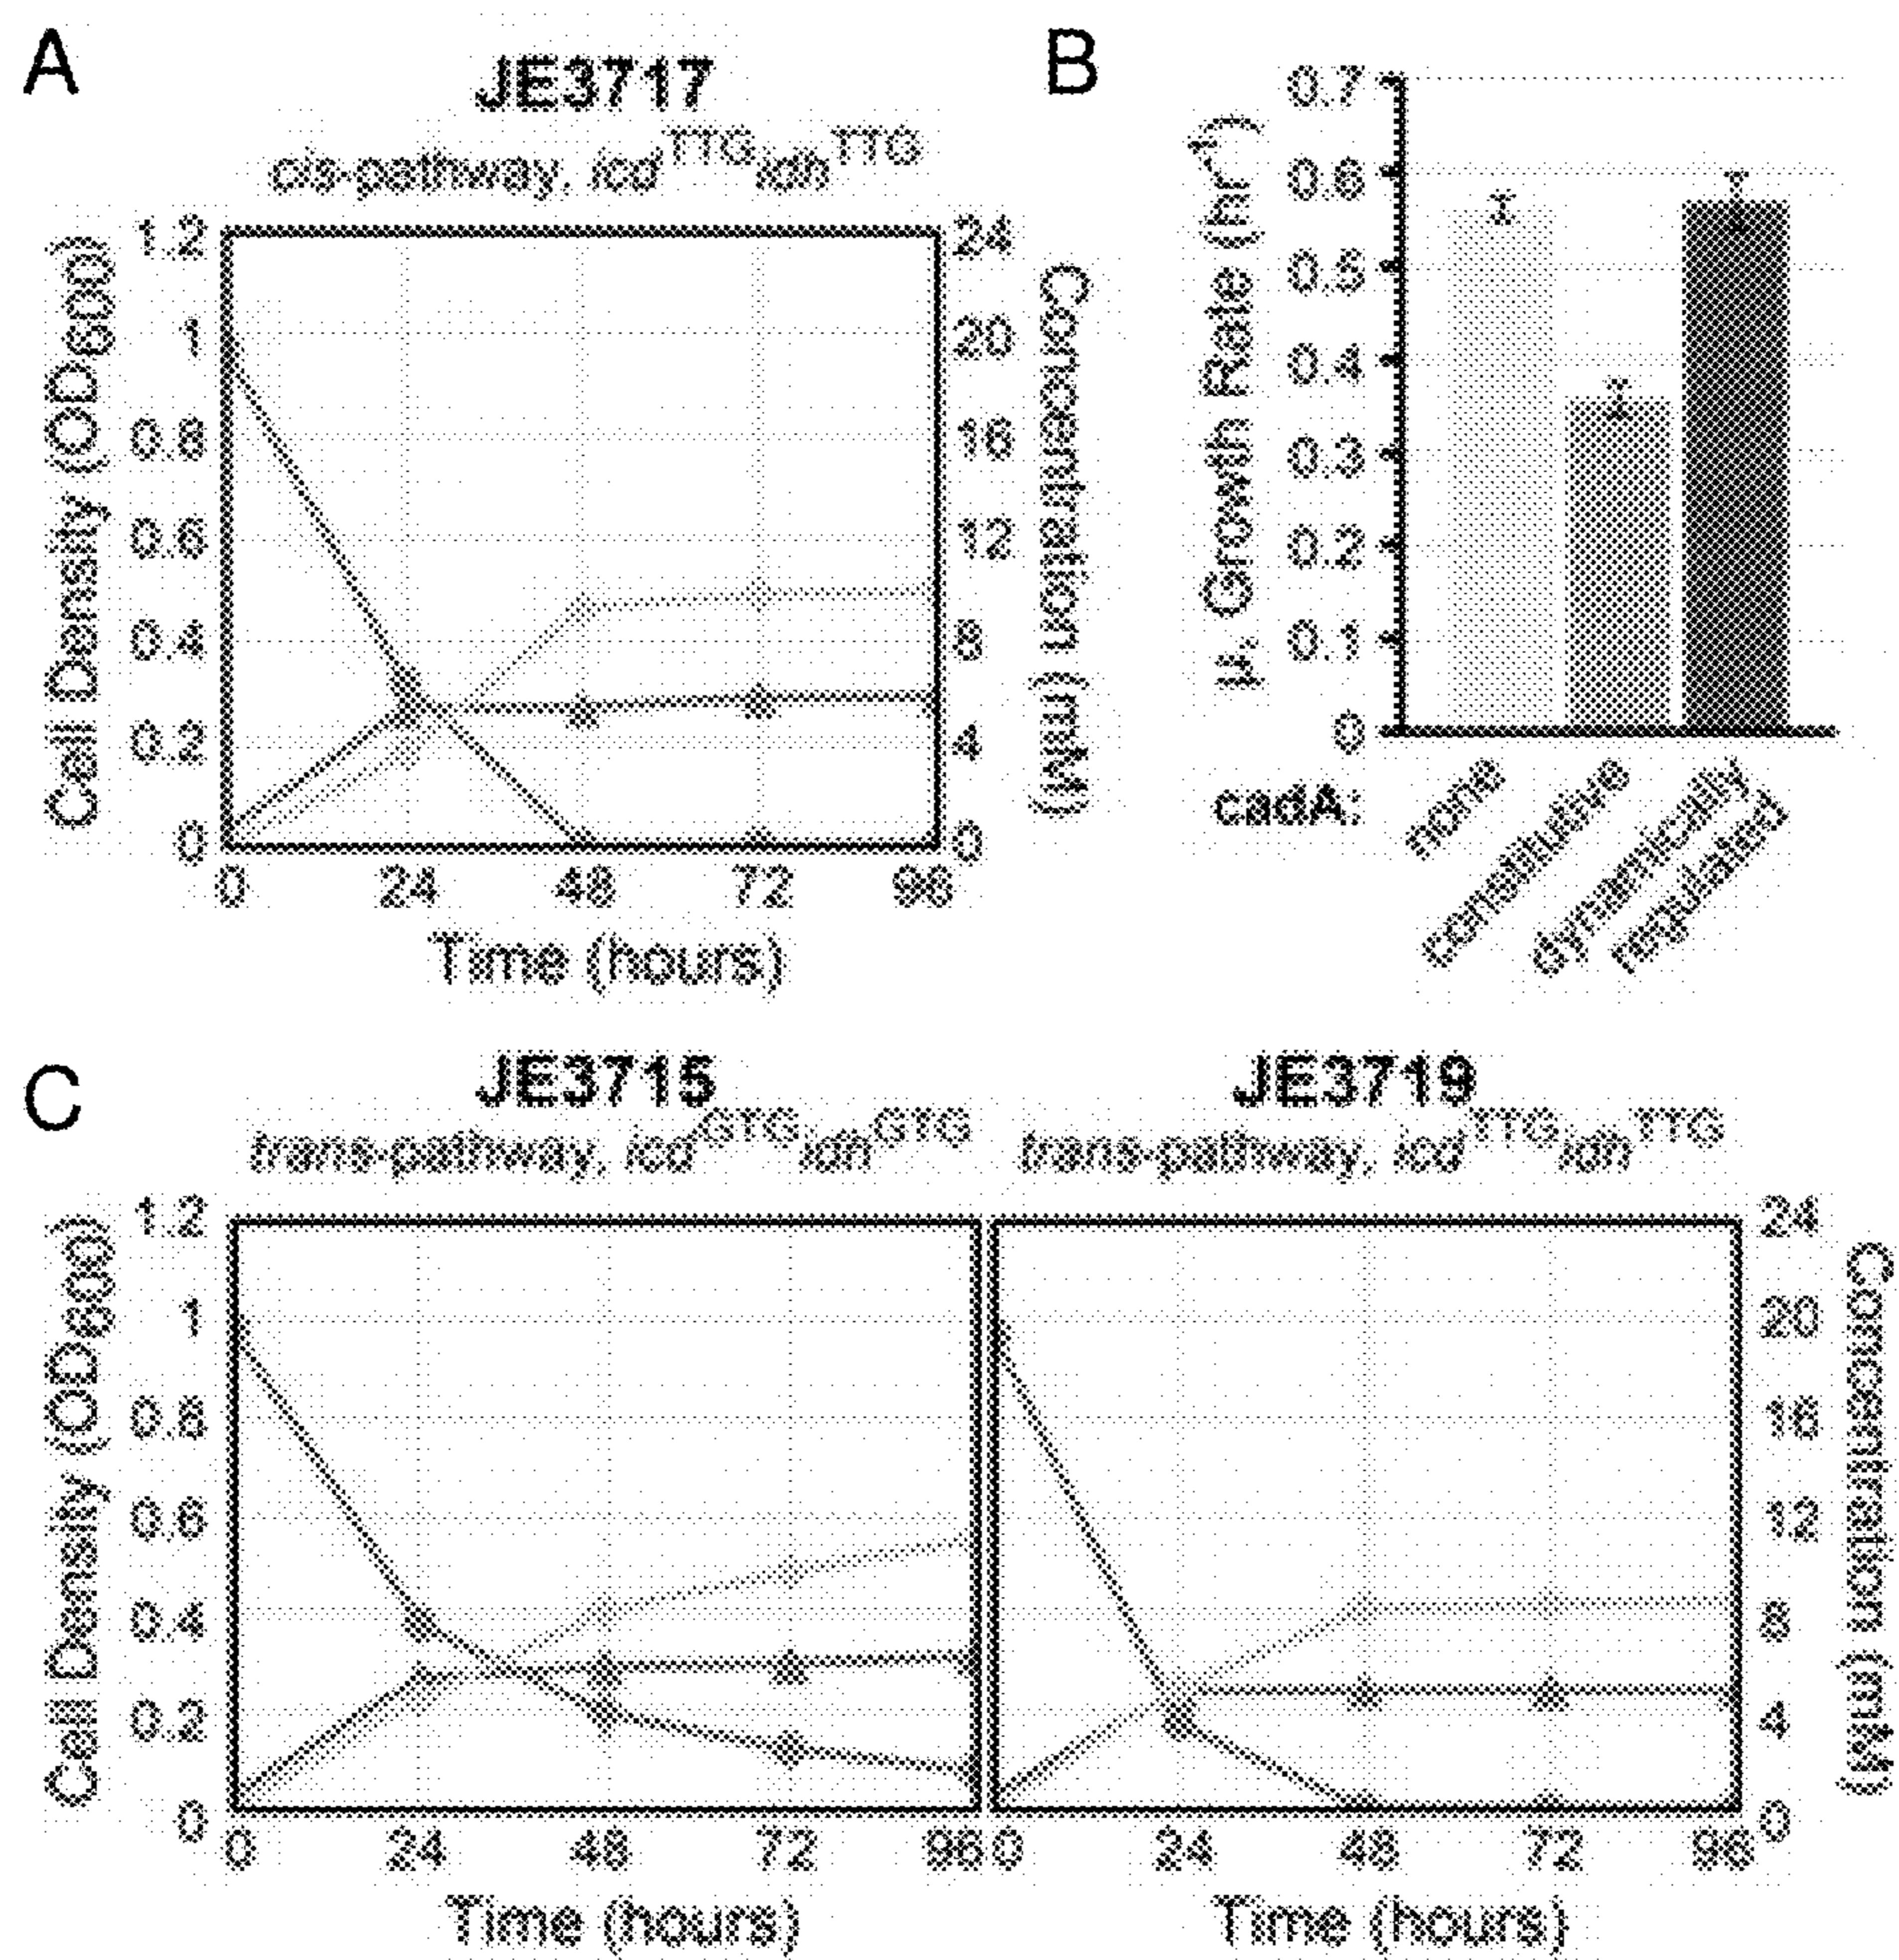 A
JE3717
cis-pathway, icdTTGidhTTG
Cell Density (OD600)
1.2
1
0.8
0.6
0.4
0.2
0
24
20
16
12
8
4
0
Concentration (mM)
0 24 48 72 96
Time (hours)
B
μ, Growth Rate (hr-1)
0.7
0.6
0.5
0.4
0.3
0.2
0.1
0
cadA:
none
constitutive
dynamically
regulated
C
JE3715
trans-pathway, icdGTGidhGTG
JE3719
trans-pathway, icdTTGidhTTG
Cell Density (OD600)
1.2
1
0.8
0.6
0.4
0.2
0
24
20
16
12
8
4
0
Concentration (mM)
0 24 48 72 96
0 24 48 72 96
Time (hours)
Time (hours)